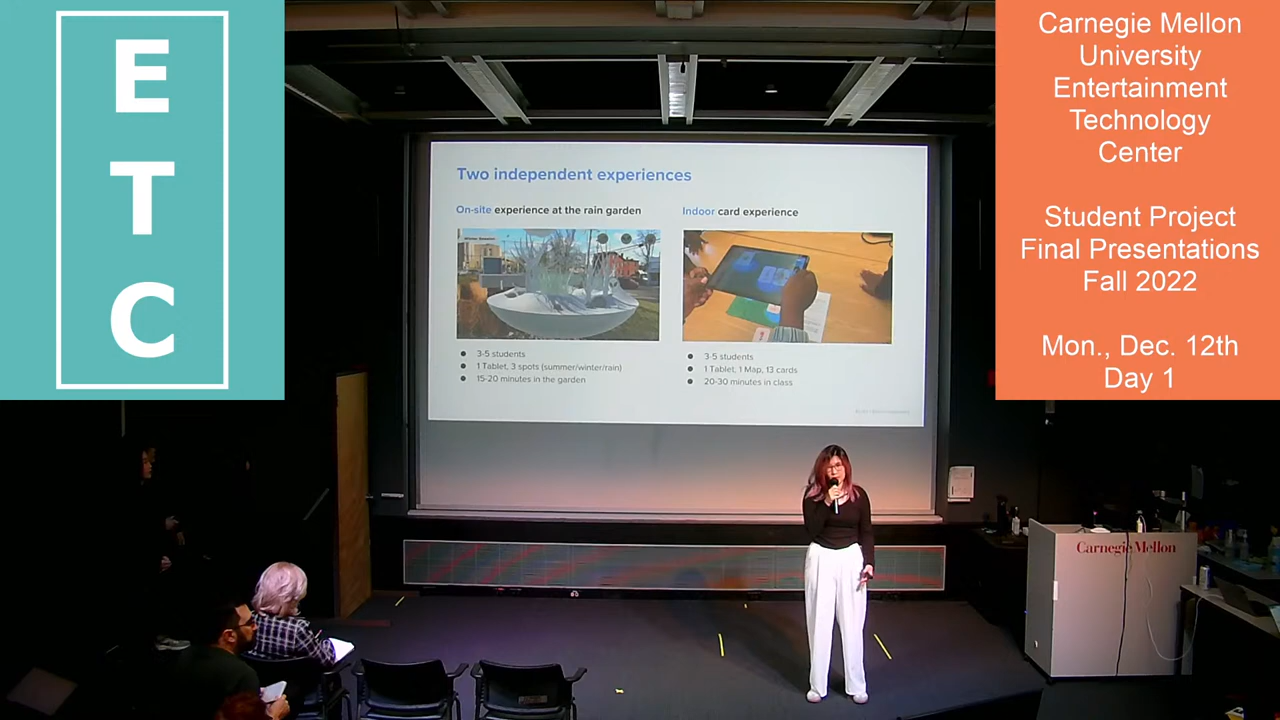 E
T
C
Carnegie Mellon
University
Entertainment
Technology
Center
Student Project
Final Presentations
Fall 2022
Mon., Dec. 12th
Day 1
Two independent experiences
On-site experience at the rain garden
Indoor card experience
3-5 students
1 Tablet, 3 spots (summer/winter/rain)
15-20 minutes in the garden
3-5 students
1 Tablet, 1 Map, 13 cards
20-30 minutes in class
Carnegie Mellon